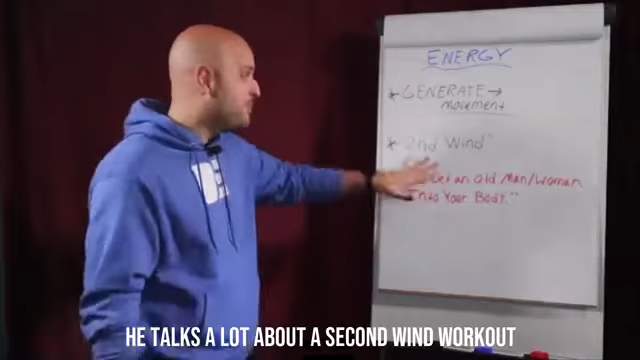 ENERGY
* GENERATE →
movement
* 2nd Wind"
Let an Old Man/Woman
Into Your Body."
HE TALKS A LOT ABOUT A SECOND WIND WORKOUT